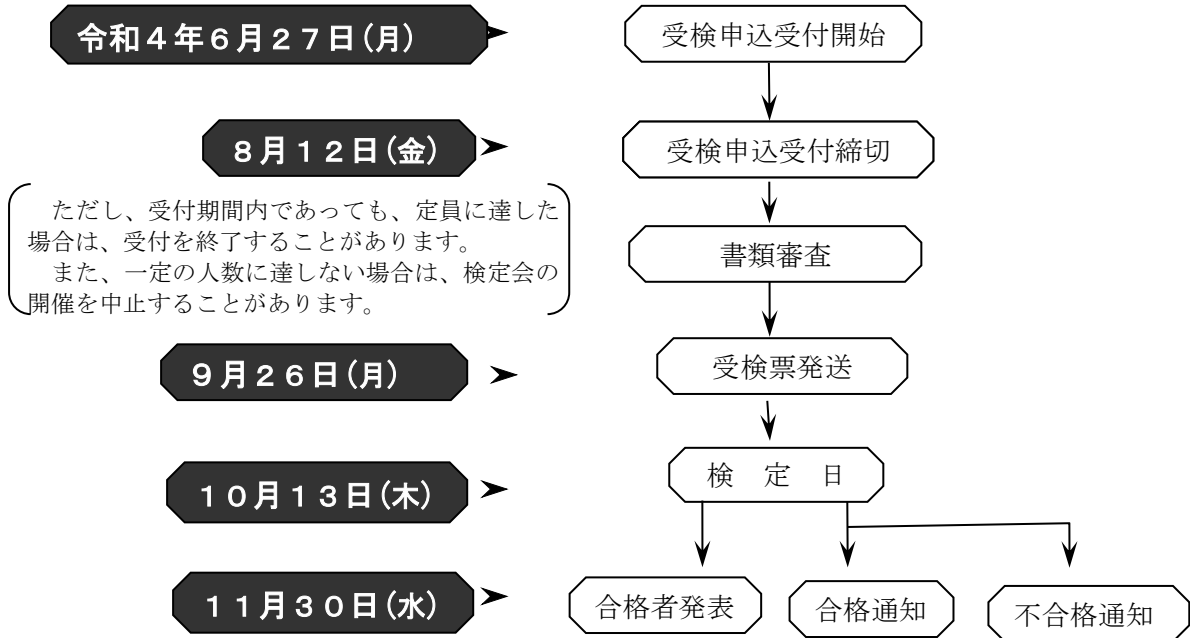 令和４年６月２７日(月)
受検申込受付開始
８月１２日(金)
受検申込受付締切
ただし、受付期間内であっても、定員に達した
場合は、受付を終了することがあります。
また、一定の人数に達しない場合は、検定会の
開催を中止することがあります。
書類審査
９月２６日(月)
受検票発送
１０月１３日(木)
検　定　日
１１月３０日(水)
合格者発表
合格通知
不合格通知